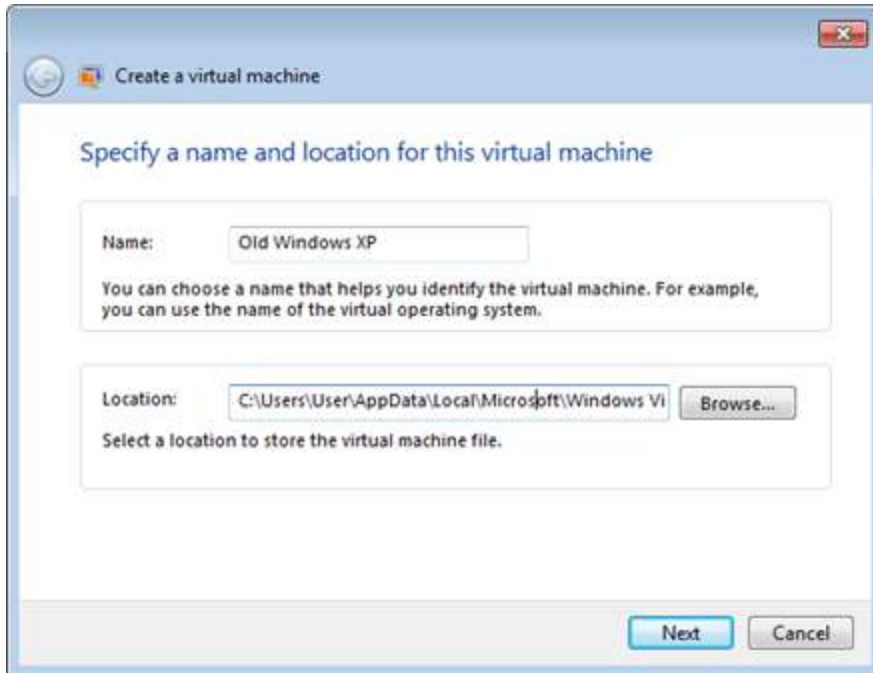 Create a virtual machine
Specify a name and location for this virtual machine
Name: Old Windows XP
You can choose a name that helps you identify the virtual machine. For example,
you can use the name of the virtual operating system.
Location: C:\Users\User\AppData\Local\Microsoft\Windows Vi Browse...
Select a location to store the virtual machine file.
Next Cancel